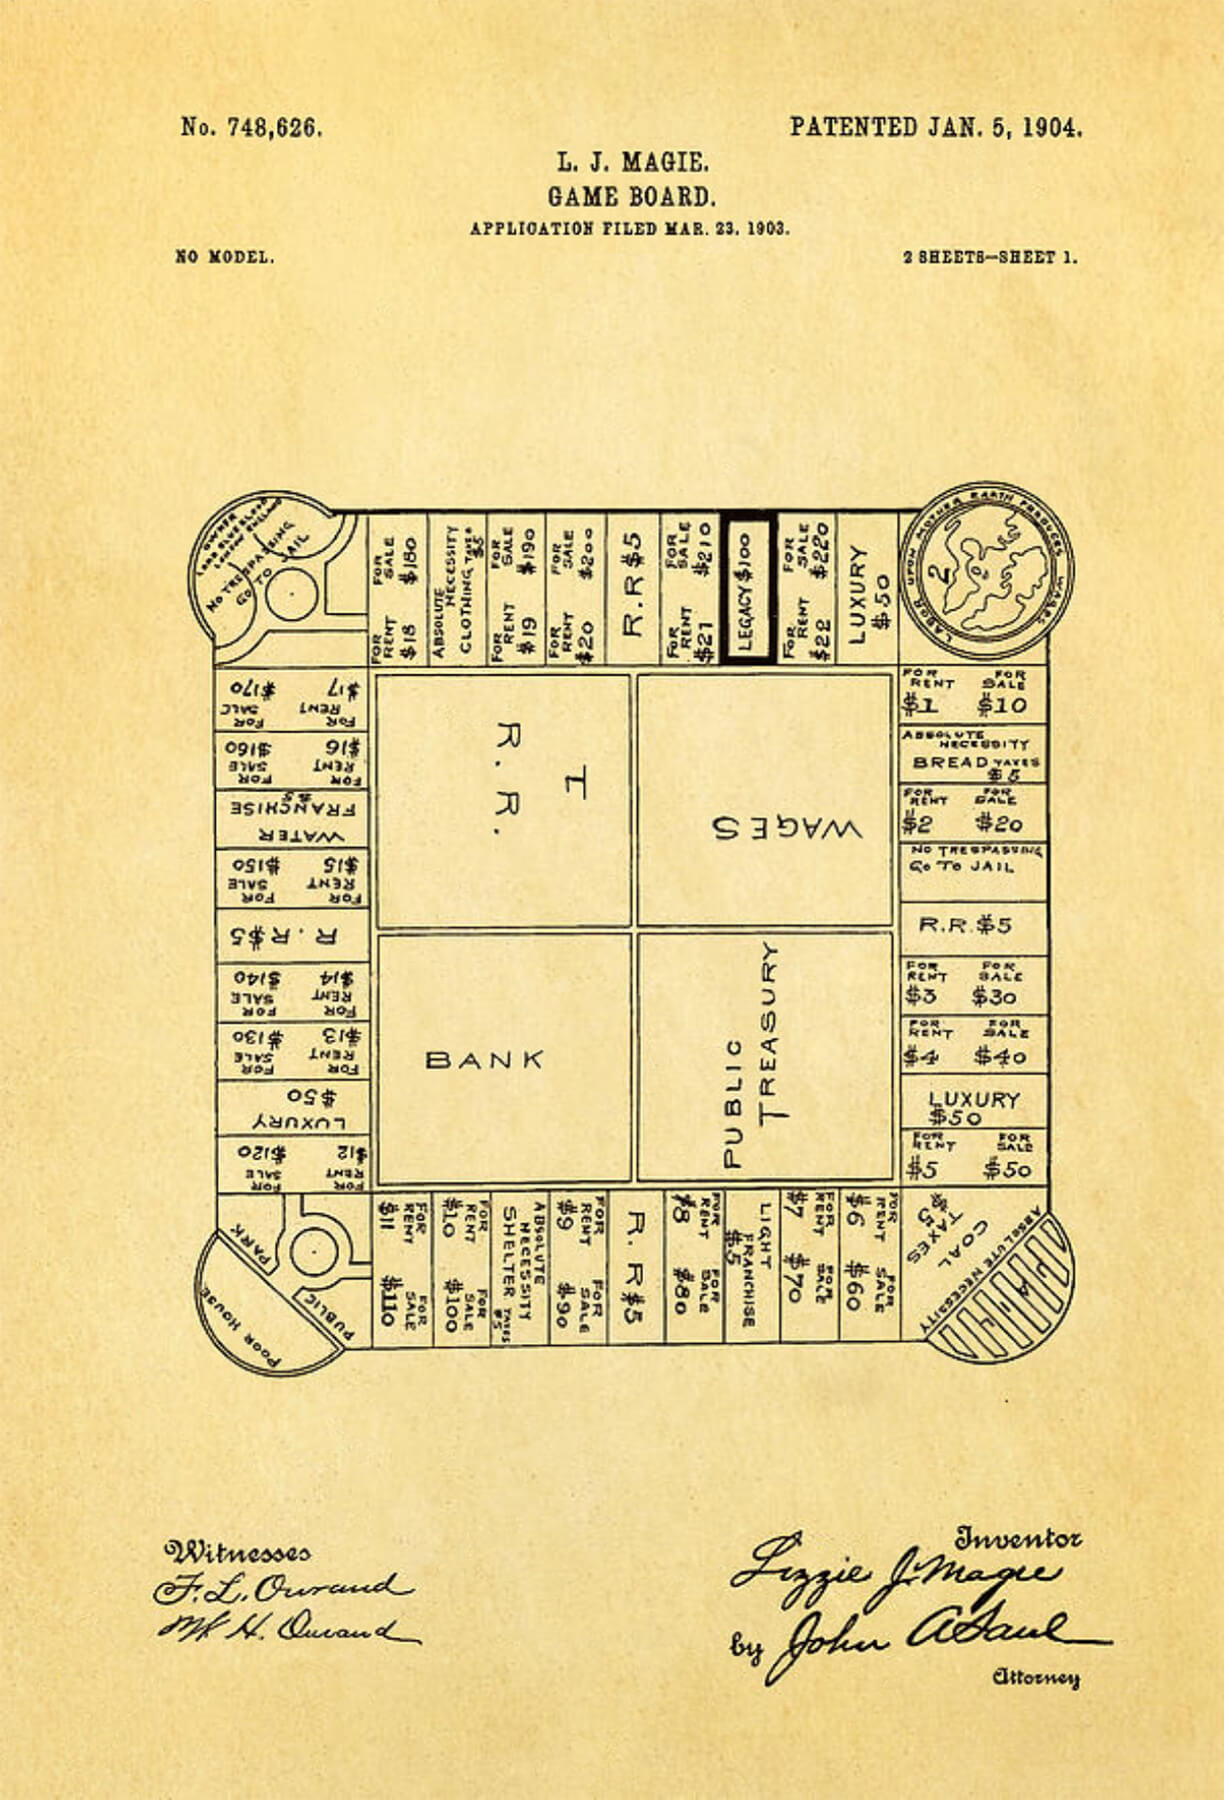 No. 748,626.
PATENTED JAN. 5, 1904.
L. J. MAGIE.
GAME BOARD.
APPLICATION FILED MAR. 23, 1903.
NO MODEL.
2 SHEETS—SHEET 1.
OWNER
LORD BLUEBLOOD
LONDON ENGLAND
NO TRESPASSING
GO TO JAIL
FOR RENT $18
FOR SALE $180
ABSOLUTE NECESSITY
CLOTHING TAXES $5
FOR RENT $19
FOR SALE $190
FOR RENT $20
FOR SALE $200
R.R $5
FOR RENT $21
FOR SALE $210
LEGACY $100
FOR RENT $22
FOR SALE $220
LUXURY
$50
LABOR UPON MOTHER EARTH PRODUCES WAGES
FOR RENT $1
FOR SALE $10
ABSOLUTE
NECESSITY
BREAD TAXES
$5
FOR RENT $2
FOR SALE $20
NO TRESPASSING
GO TO JAIL
R.R. $5
FOR RENT $3
FOR SALE $30
FOR RENT $4
FOR SALE $40
LUXURY
$50
FOR RENT $5
FOR SALE $50
ABSOLUTE NECESSITY
COAL
TAXES
$5
JAIL
FOR RENT $6
FOR SALE $60
FOR RENT $7
FOR SALE $70
LIGHT
FRANCHISE
$5
FOR RENT $8
FOR SALE $80
R.R $5
FOR RENT $9
FOR SALE $90
ABSOLUTE
NECESSITY
SHELTER TAXES
$5
FOR RENT $10
FOR SALE $100
FOR RENT $11
FOR SALE $110
PUBLIC
PARK
POOR HOUSE
FOR RENT $12
FOR SALE $120
LUXURY
$50
FOR RENT $13
FOR SALE $130
FOR RENT $14
FOR SALE $140
R.R $5
FOR RENT $15
FOR SALE $150
WATER
FRANCHISE
$5
FOR RENT $16
FOR SALE $160
FOR RENT $17
FOR SALE $170
R. R.
1
WAGES
BANK
PUBLIC
TREASURY
Witnesses
F. L. Ourand
H. Ourand
Inventor
Lizzie J. Magie
by John A Saul
Attorney